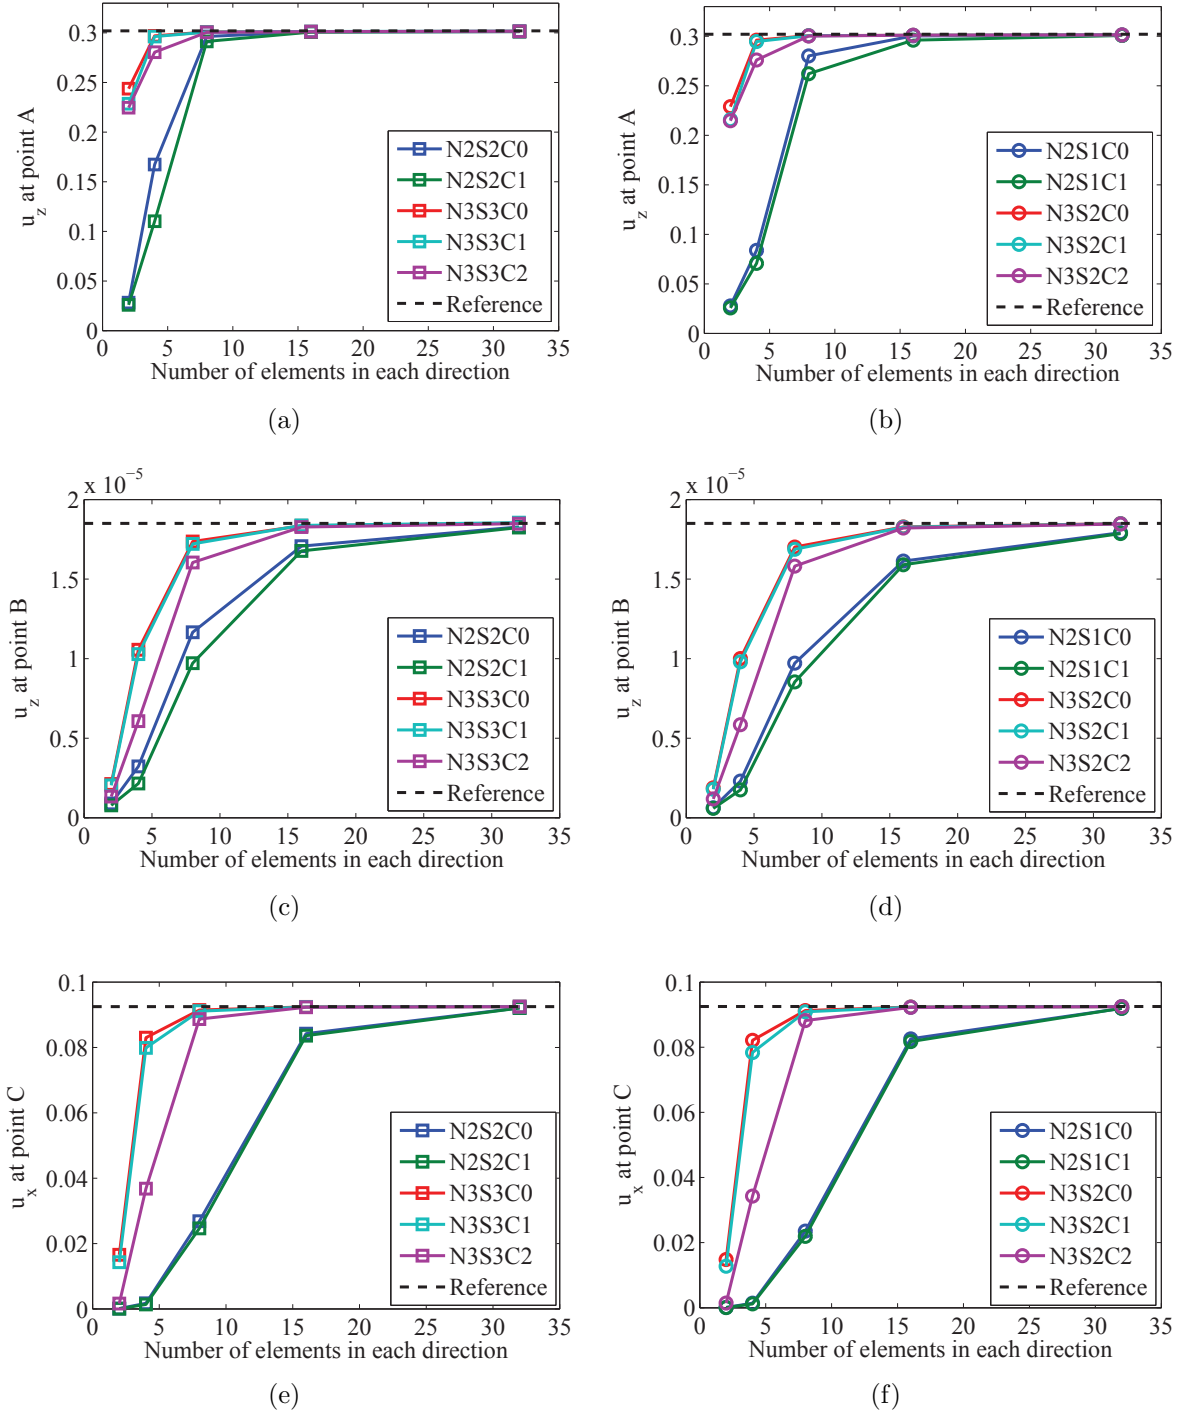 0.3
0.25
0.2
0.15
0.1
0.05
0
0 5 10 15 20 25 30 35
u_z at point A
Number of elements in each direction
N2S2C0
N2S2C1
N3S3C0
N3S3C1
N3S3C2
Reference
(a)
0.3
0.25
0.2
0.15
0.1
0.05
0
0 5 10 15 20 25 30 35
u_z at point A
Number of elements in each direction
N2S1C0
N2S1C1
N3S2C0
N3S2C1
N3S2C2
Reference
(b)
x 10^-5
2
1.5
1
0.5
0
0 5 10 15 20 25 30 35
u_z at point B
Number of elements in each direction
N2S2C0
N2S2C1
N3S3C0
N3S3C1
N3S3C2
Reference
(c)
x 10^-5
2
1.5
1
0.5
0
0 5 10 15 20 25 30 35
u_z at point B
Number of elements in each direction
N2S1C0
N2S1C1
N3S2C0
N3S2C1
N3S2C2
Reference
(d)
0.1
0.08
0.06
0.04
0.02
0
0 5 10 15 20 25 30 35
u_x at point C
Number of elements in each direction
N2S2C0
N2S2C1
N3S3C0
N3S3C1
N3S3C2
Reference
(e)
0.1
0.08
0.06
0.04
0.02
0
0 5 10 15 20 25 30 35
u_x at point C
Number of elements in each direction
N2S1C0
N2S1C1
N3S2C0
N3S2C1
N3S2C2
Reference
(f)